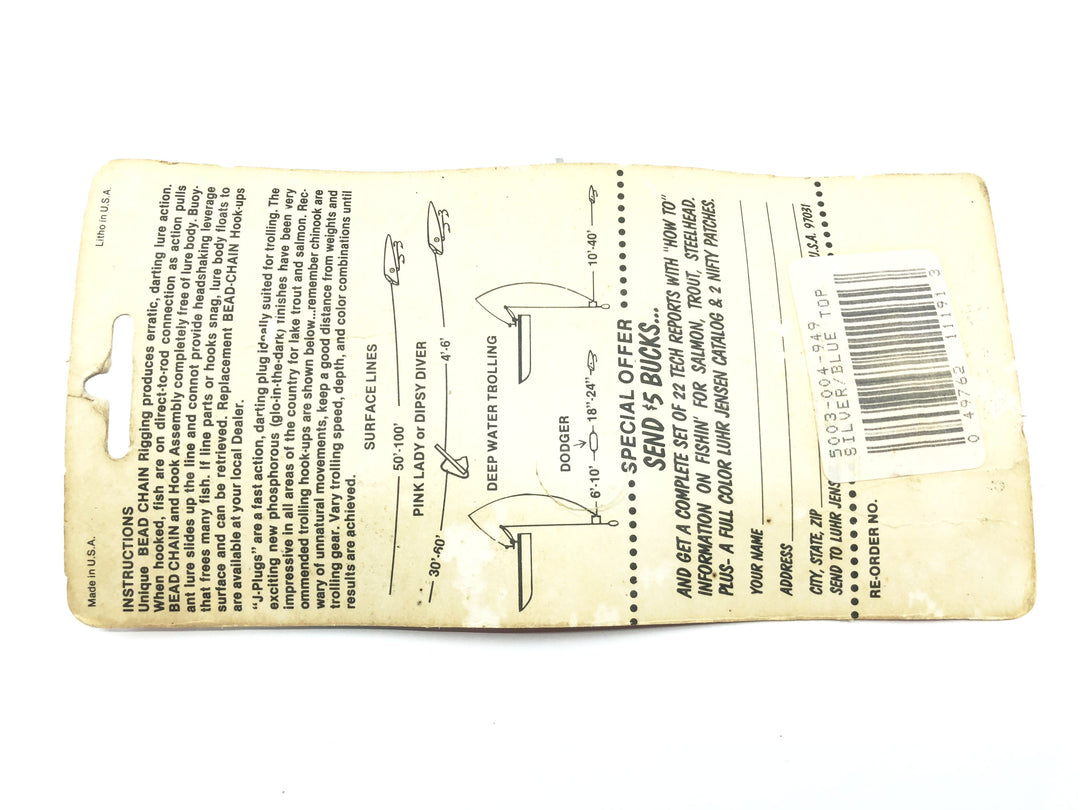 Made in U.S.A.
Litho in U.S.A.
INSTRUCTIONS
Unique BEAD CHAIN Rigging produces erratic, darting lure action.
When hooked, fish are on direct-to-rod connection as action pulls
BEAD CHAIN and Hook Assembly completely free of lure body. Buoy-
ant lure slides up the line and cannot provide headshaking leverage
that frees many fish. If line parts or hooks snag, lure body floats to
surface and can be retrieved. Replacement BEAD-CHAIN Hook-ups
are available at your local Dealer.
"J-Plugs" are a fast action, darting plug ideally suited for trolling. The
exciting new phosphorous (glo-in-the-dark) finishes have been very
impressive in all areas of the country for lake trout and salmon. Rec-
ommended trolling hook-ups are shown below...remember chinook are
wary of unnatural movements, keep a good distance from weights and
trolling gear. Vary trolling speed, depth, and color combinations until
results are achieved.
SURFACE LINES
50'-100'
PINK LADY or DIPSY DIVER
30'-60'
4'-6'
DEEP WATER TROLLING
DODGER
6'-10'
18"-24"
10'-40'
SPECIAL OFFER
SEND $5 BUCKS...
AND GET A COMPLETE SET OF 22 TECH REPORTS WITH "HOW TO"
INFORMATION ON FISHIN' FOR SALMON, TROUT, STEELHEAD.
PLUS- A FULL COLOR LUHR JENSEN CATALOG & 2 NIFTY PATCHES.
YOUR NAME
ADDRESS
CITY, STATE, ZIP
SEND TO LUHR JENS U.S.A. 97031
RE-ORDER NO.
5003-004-949
SILVER/BLUE TOP
0 49762 11191 3